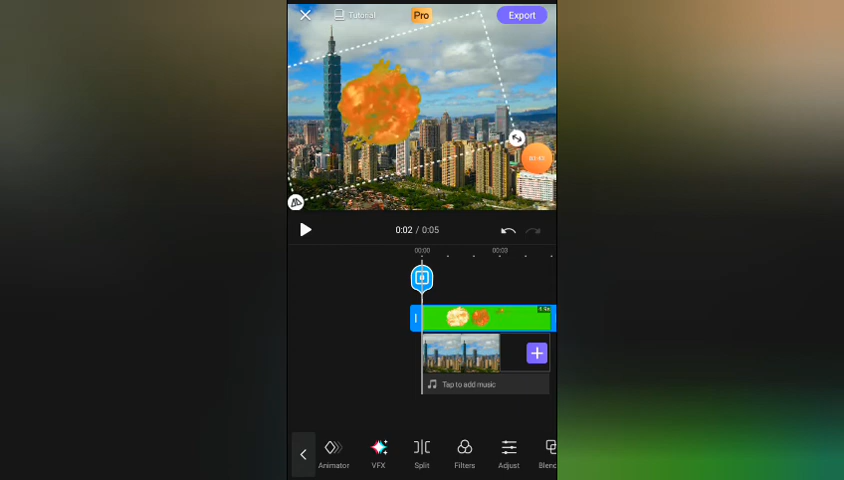 Tutorial
Pro
Export
0:02 / 0:05
00:00
00:03
Tap to add music
Animator
VFX
Split
Filters
Adjust
Blend